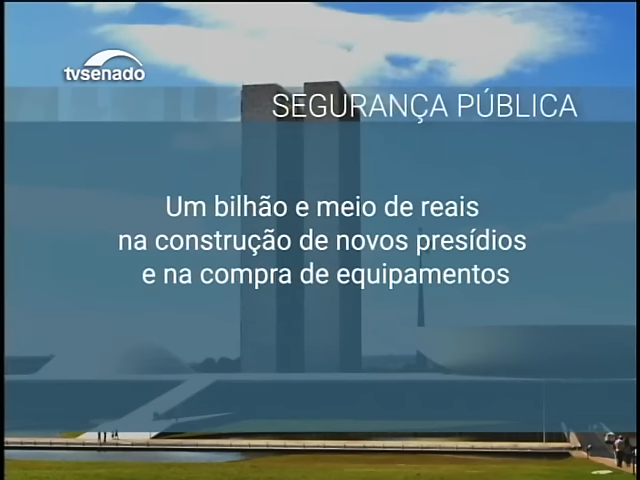 tvsenado
SEGURANÇA PÚBLICA
Um bilhão e meio de reais
na construção de novos presídios
e na compra de equipamentos